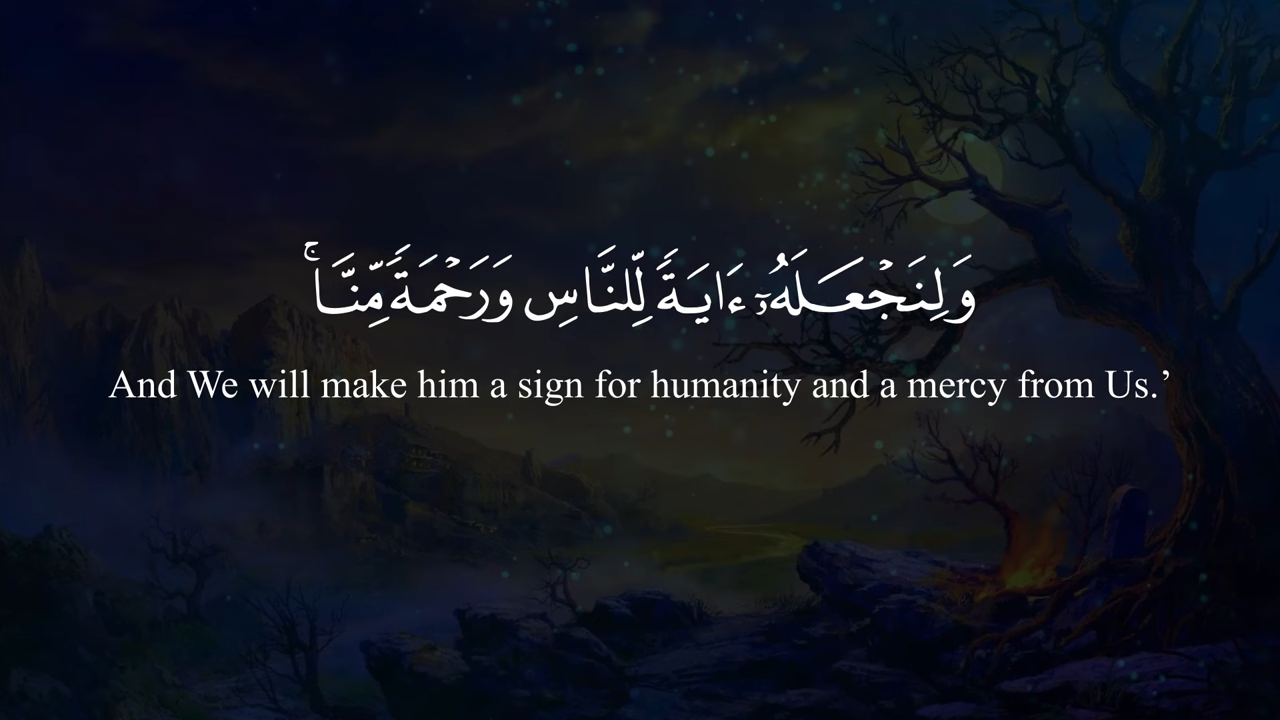 وَلِنَجْعَلَهُۥٓ ءَايَةً لِّلنَّاسِ وَرَحْمَةً مِّنَّا ۚ
And We will make him a sign for humanity and a mercy from Us.’